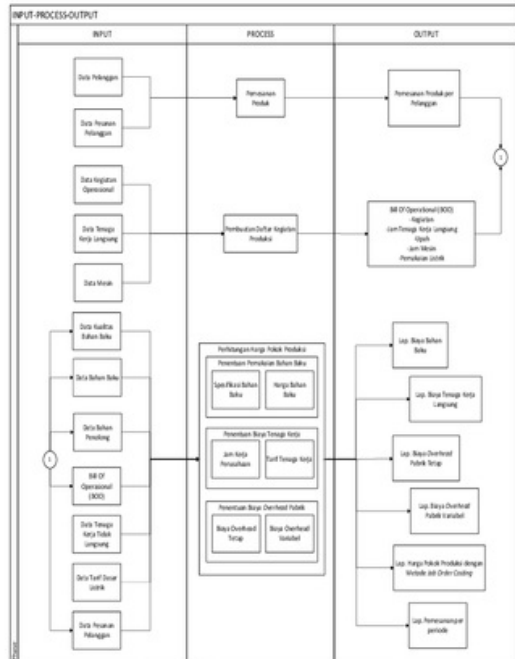 INPUT-PROCESS-OUTPUT
INPUT
PROCESS
OUTPUT
Data Pelanggan
Data Pesanan
Pelanggan
Pemesanan
Produk
Pemesanan Produk per
Pelanggan
1
Data Kegiatan
Operasional
Data Tenaga
Kerja Langsung
Data Mesin
Pembuatan Daftar Kegiatan
Produksi
Bill Of Operational (BOO)
- Kegiatan
- Jam Tenaga Kerja Langsung
- Upah
- Jam Mesin
- Pemakaian Listrik
Data Kualitas
Bahan Baku
Data Bahan Baku
Data Bahan
Penolong
1
Bill Of
Operasional
(BOO)
Data Tenaga
Kerja Tidak
Langsung
Data Tarif Dasar
Listrik
Data Pesanan
Pelanggan
Perhitungan Harga Pokok Produksi
Penentuan Pemakaian Bahan Baku
Spesifikasi Bahan
Baku
Harga Bahan
Baku
Penentuan Biaya Tenaga Kerja
Jam Kerja
Perusahaan
Tarif Tenaga Kerja
Penentuan Biaya Overhead Pabrik
Biaya Overhead
Tetap
Biaya Overhead
Variabel
Lap. Biaya Bahan
Baku
Lap. Biaya Tenaga Kerja
Langsung
Lap. Biaya Overhead
Pabrik Tetap
Lap. Biaya Overhead
Pabrik Variabel
Lap. Harga Pokok Produksi dengan
Metode Job Order Costing
Lap. Pemesanan per
periode